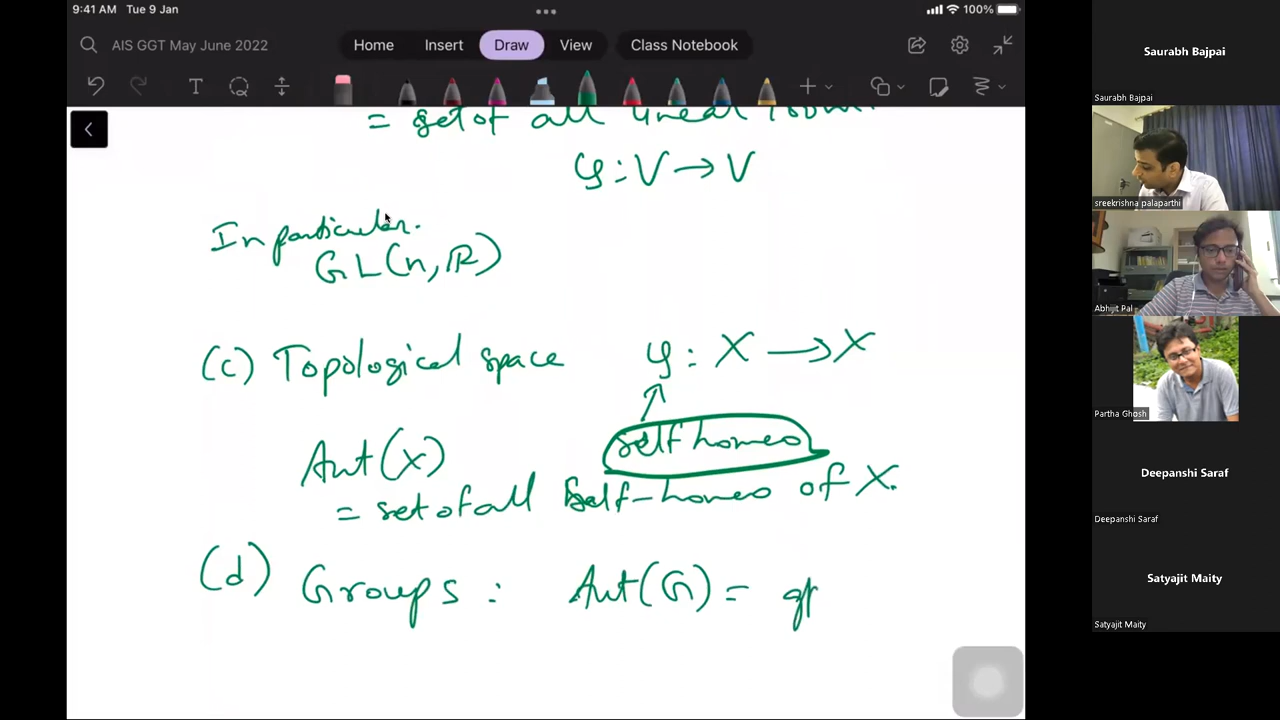 9:41 AM Tue 9 Jan
100%
AIS GGT May June 2022
Home Insert Draw View Class Notebook
= set of all linear
φ : V → V
In particular.
GL(n, ℝ)
(c) Topological space φ : X → X
self homeo
Aut(X)
= set of all self-homeo of X.
(d) Groups : Aut(G) = gp
Saurabh Bajpai
Saurabh Bajpai
sreekrishna palaparthi
Abhijit Pal
Partha Ghosh
Deepanshi Saraf
Deepanshi Saraf
Satyajit Maity
Satyajit Maity